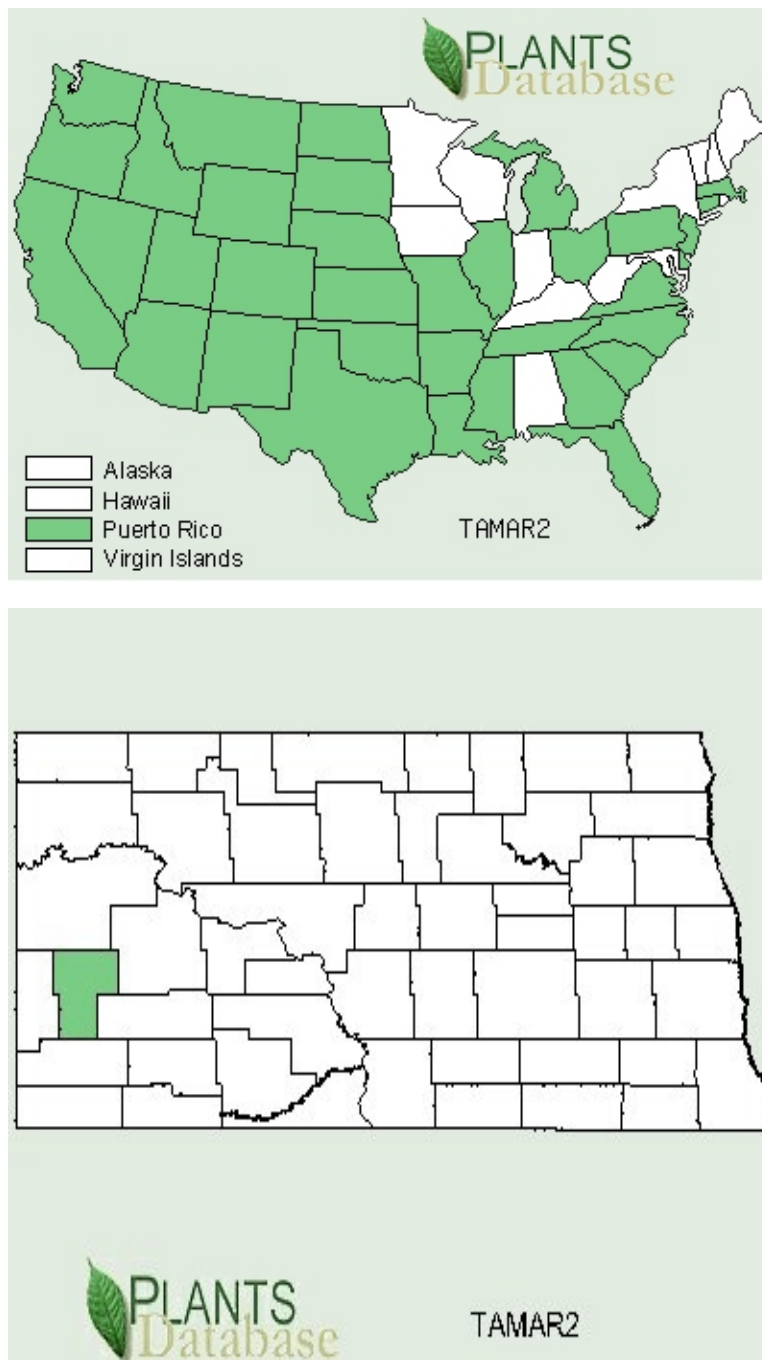 PLANTS
Database
Alaska
Hawaii
Puerto Rico
Virgin Islands
TAMAR2
PLANTS
Database
TAMAR2